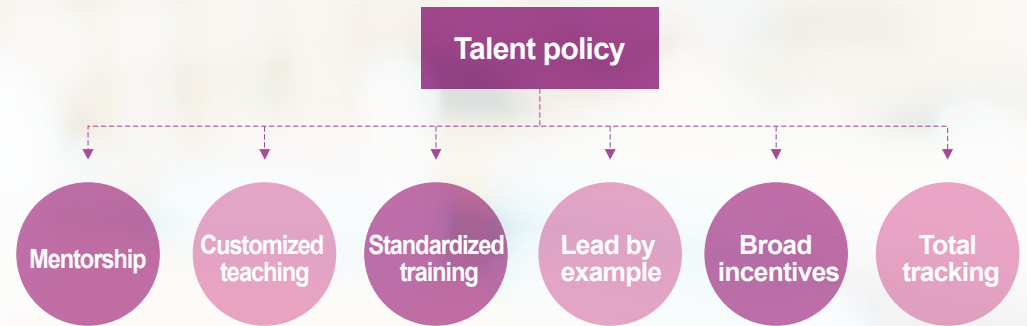 Talent policy
Mentorship
Customized
teaching
Standardized
training
Lead by
example
Broad
incentives
Total
tracking